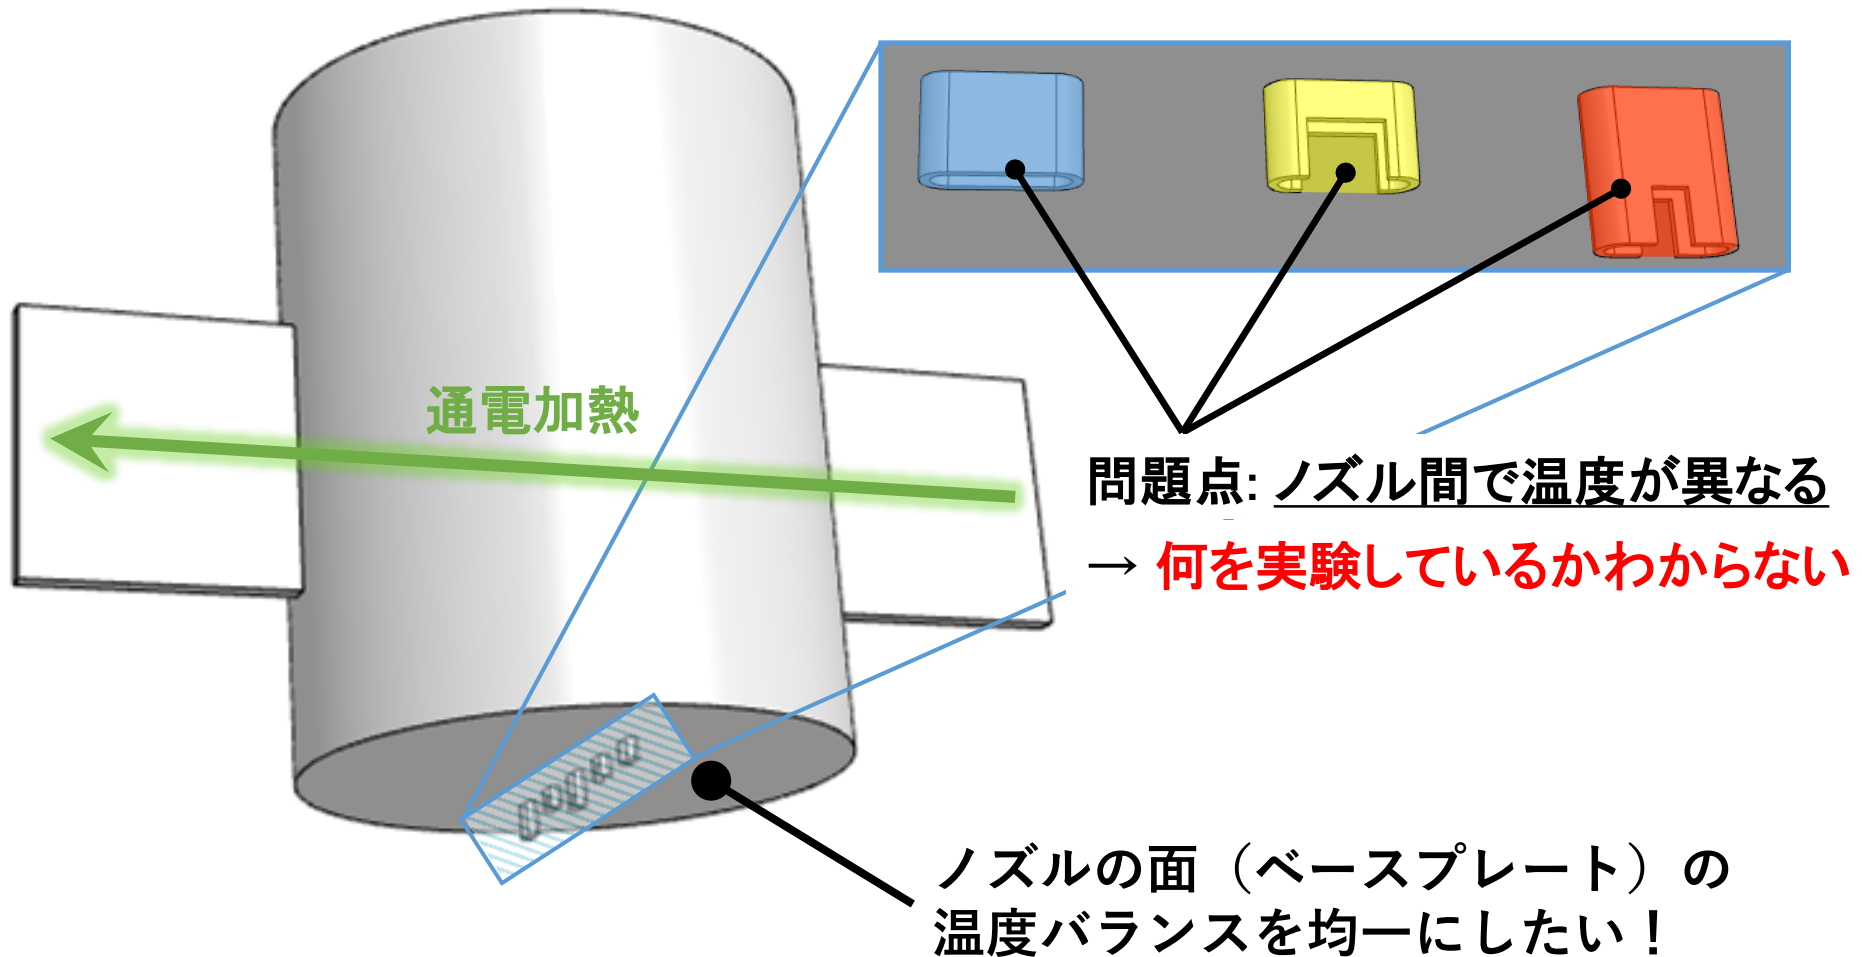 通電加熱
問題点: ノズル間で温度が異なる
→ 何を実験しているかわからない
ノズルの面（ベースプレート）の
温度バランスを均一にしたい！